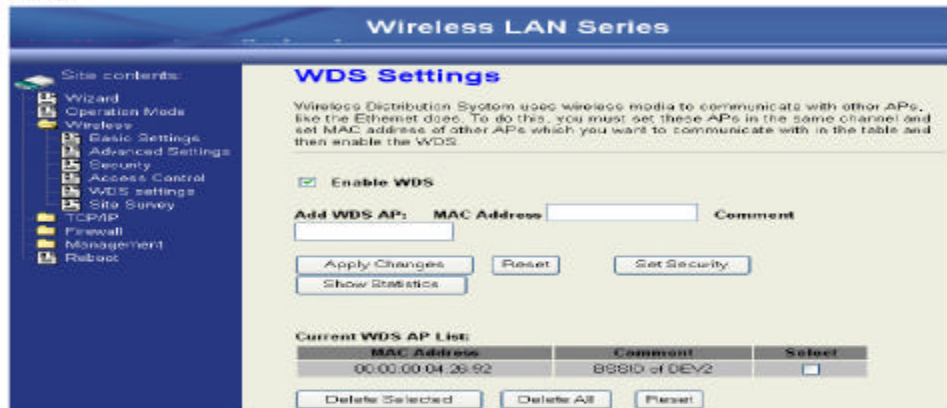 Wireless LAN Series
Site contents:
Wizard
Operation Mode
Wireless
Basic Settings
Advanced Settings
Security
Access Control
WDS settings
Site Survey
TCP/IP
Firewall
Management
Reboot
WDS Settings
Wireless Distribution System uses wireless media to communicate with other APs,
like the Ethernet does. To do this, you must set these APs in the same channel and
set MAC address of other APs which you want to communicate with in the table and
then enable the WDS.
Enable WDS
Add WDS AP: MAC Address Comment
Apply Changes Reset Set Security
Show Statistics
Current WDS AP List:
MAC Address Comment Select
00:00:00:04:26:92 BSSID of DEV2
Delete Selected Delete All Reset